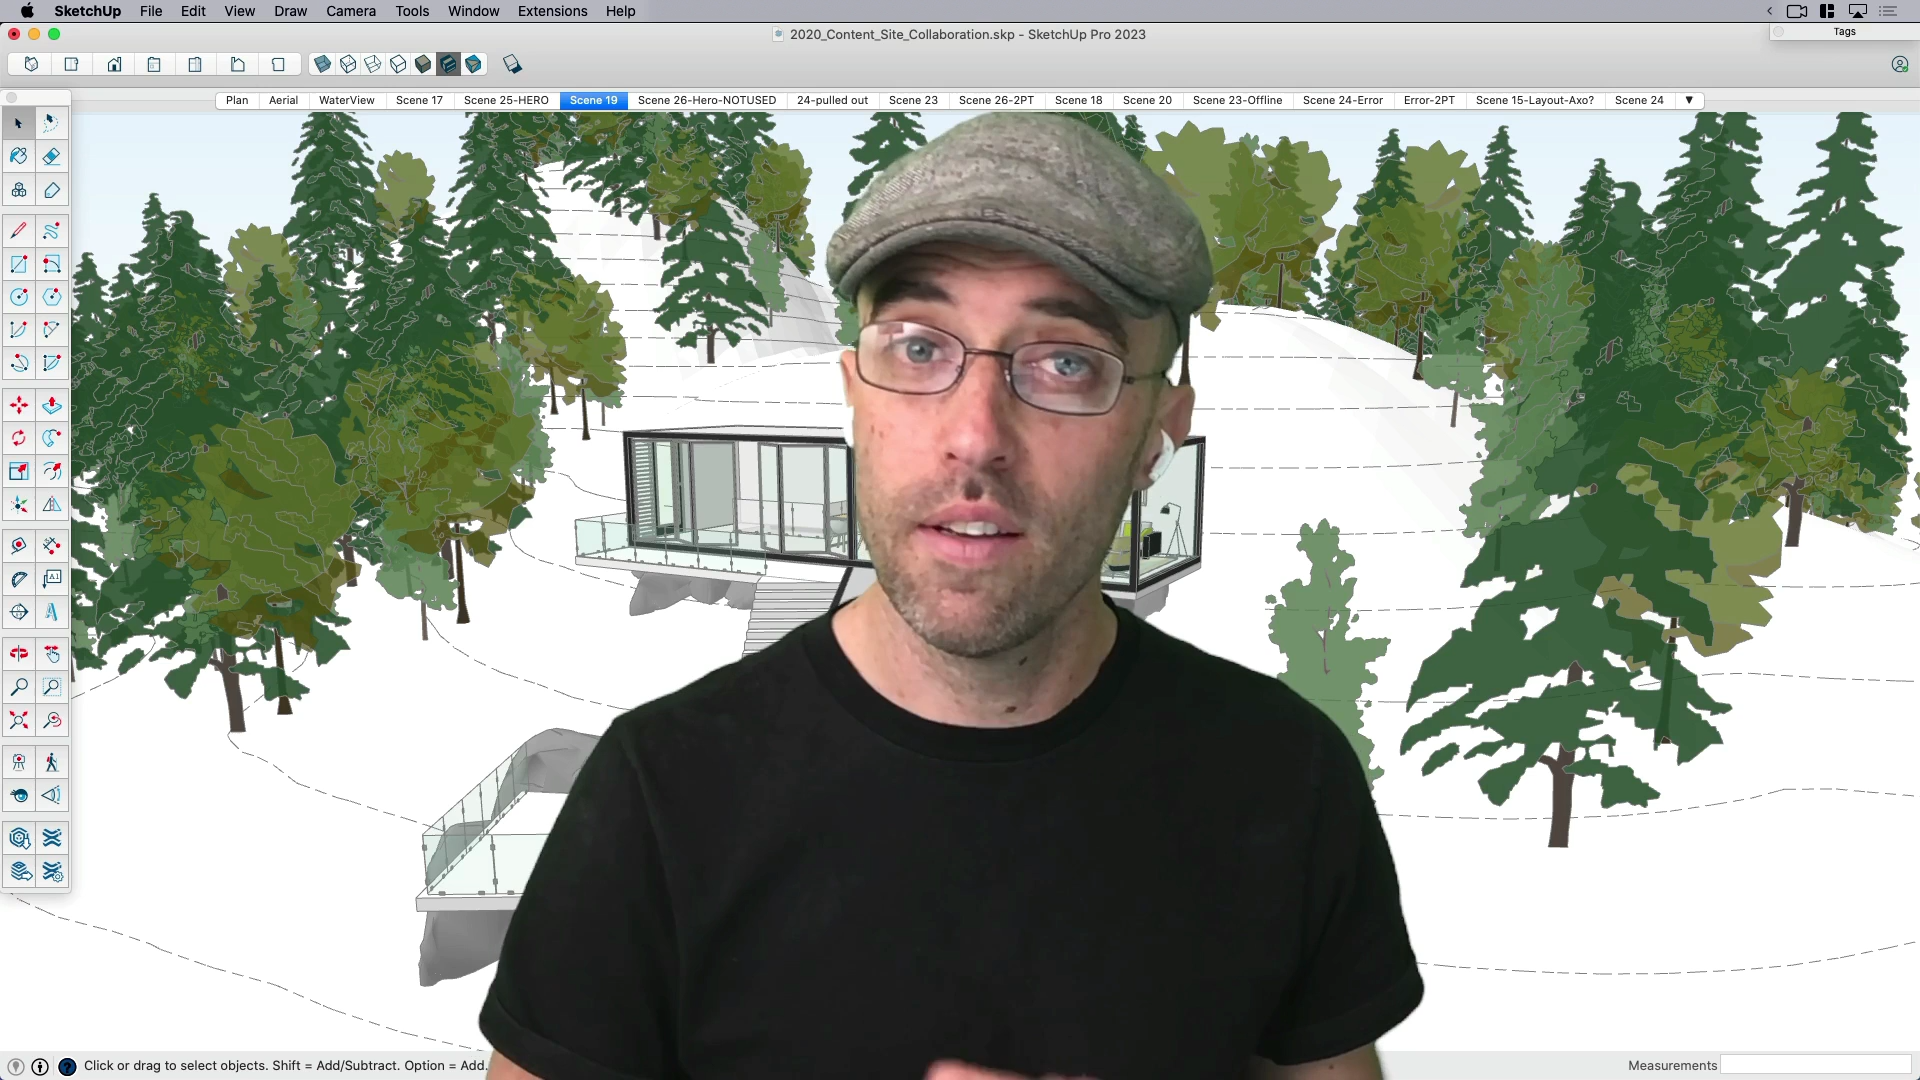 SketchUp File Edit View Draw Camera Tools Window Extensions Help
2020_Content_Site_Collaboration.skp - SketchUp Pro 2023
Tags
Plan Aerial WaterView Scene 17 Scene 25-HERO Scene 19 Scene 26-Hero-NOTUSED 24-pulled out Scene 23 Scene 26-2PT Scene 18 Scene 20 Scene 23-Offline Scene 24-Error Error-2PT Scene 15-Layout-Axo? Scene 24
A1
Click or drag to select objects. Shift = Add/Subtract. Option = Add.
Measurements